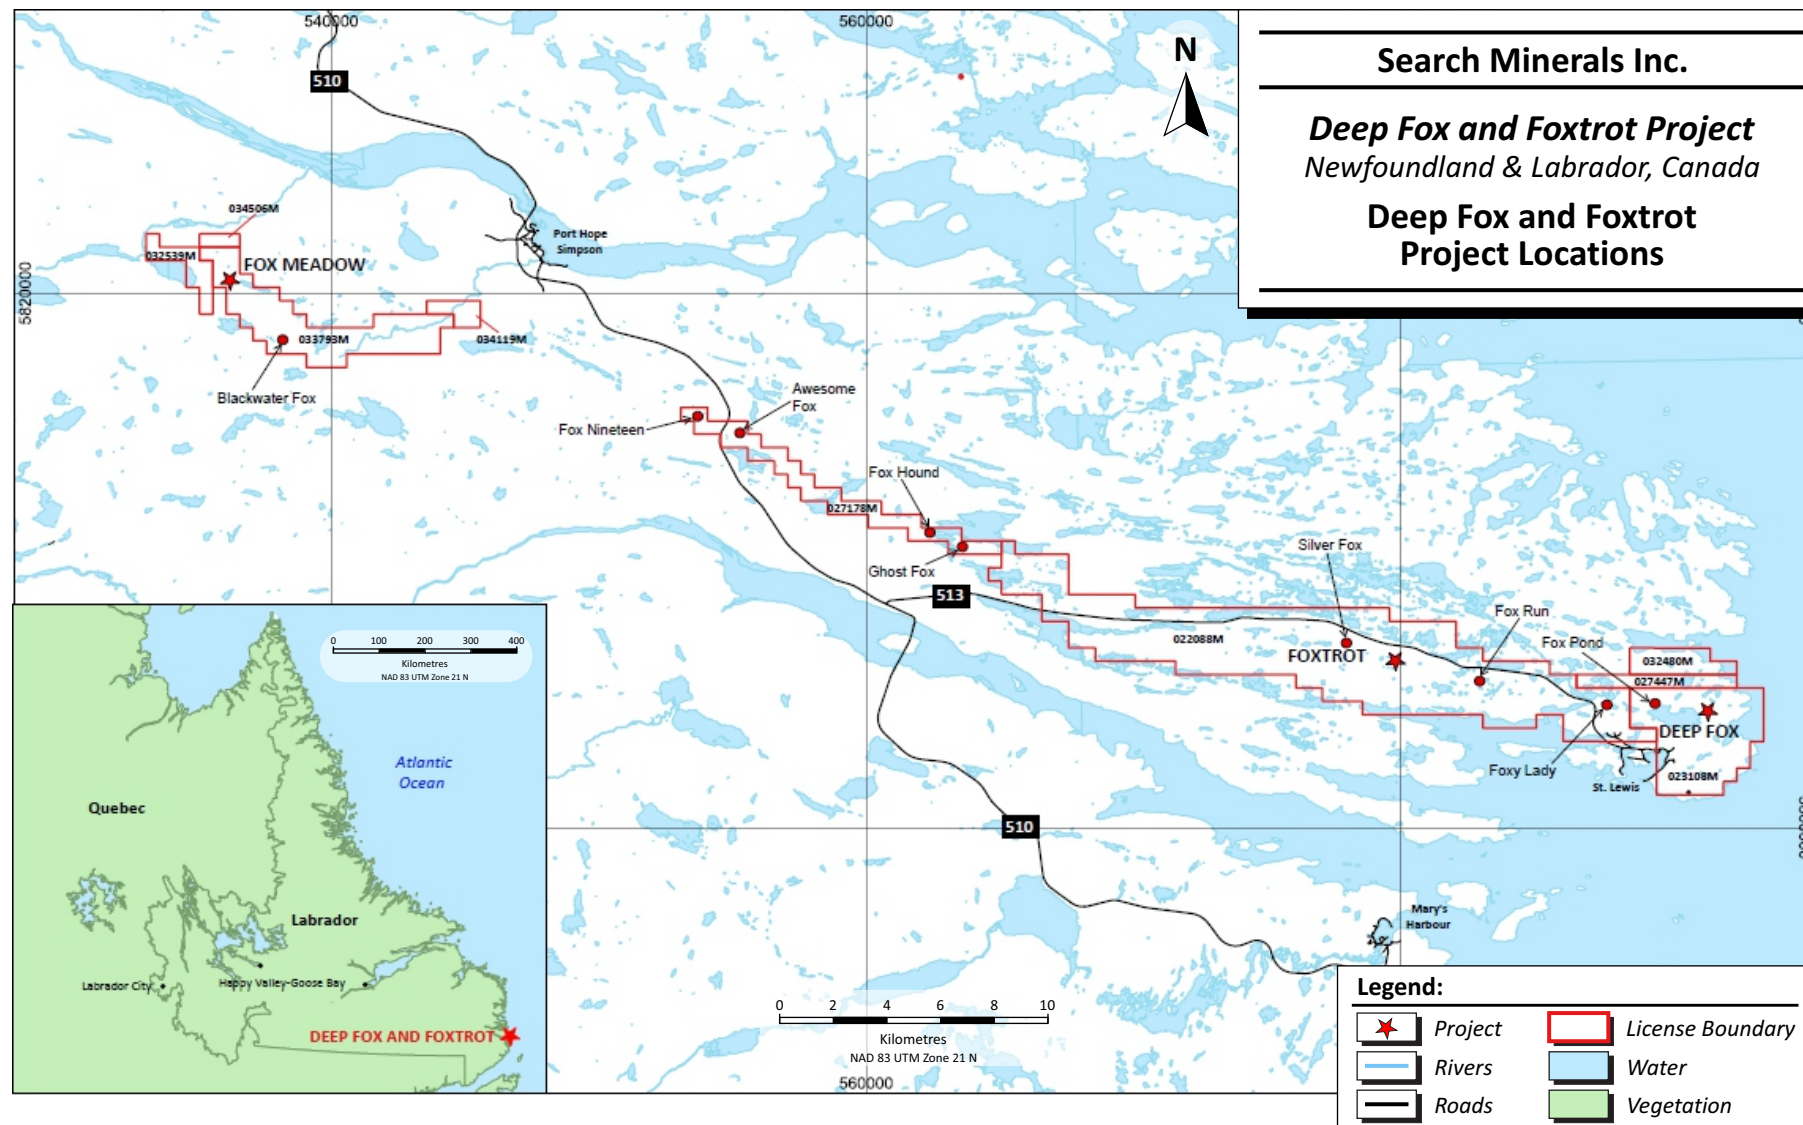 540000
560000
510
N
Search Minerals Inc.
Deep Fox and Foxtrot Project
Newfoundland & Labrador, Canada
Deep Fox and Foxtrot
Project Locations
034506M
032539M
FOX MEADOW
Port Hope
Simpson
5820000
033793M
034119M
Blackwater Fox
Awesome
Fox
Fox Nineteen
Fox Hound
027178M
Ghost Fox
513
Silver Fox
Fox Run
Fox Pond
022088M
FOXTROT
032480M
027447M
DEEP FOX
Foxy Lady
023108M
St. Lewis
510
Mary's
Harbour
0 100 200 300 400
Kilometres
NAD 83 UTM Zone 21 N
Atlantic
Ocean
Quebec
Labrador
Labrador City
Happy Valley-Goose Bay
DEEP FOX AND FOXTROT
0 2 4 6 8 10
Kilometres
NAD 83 UTM Zone 21 N
560000
Legend:
Project
License Boundary
Rivers
Water
Roads
Vegetation